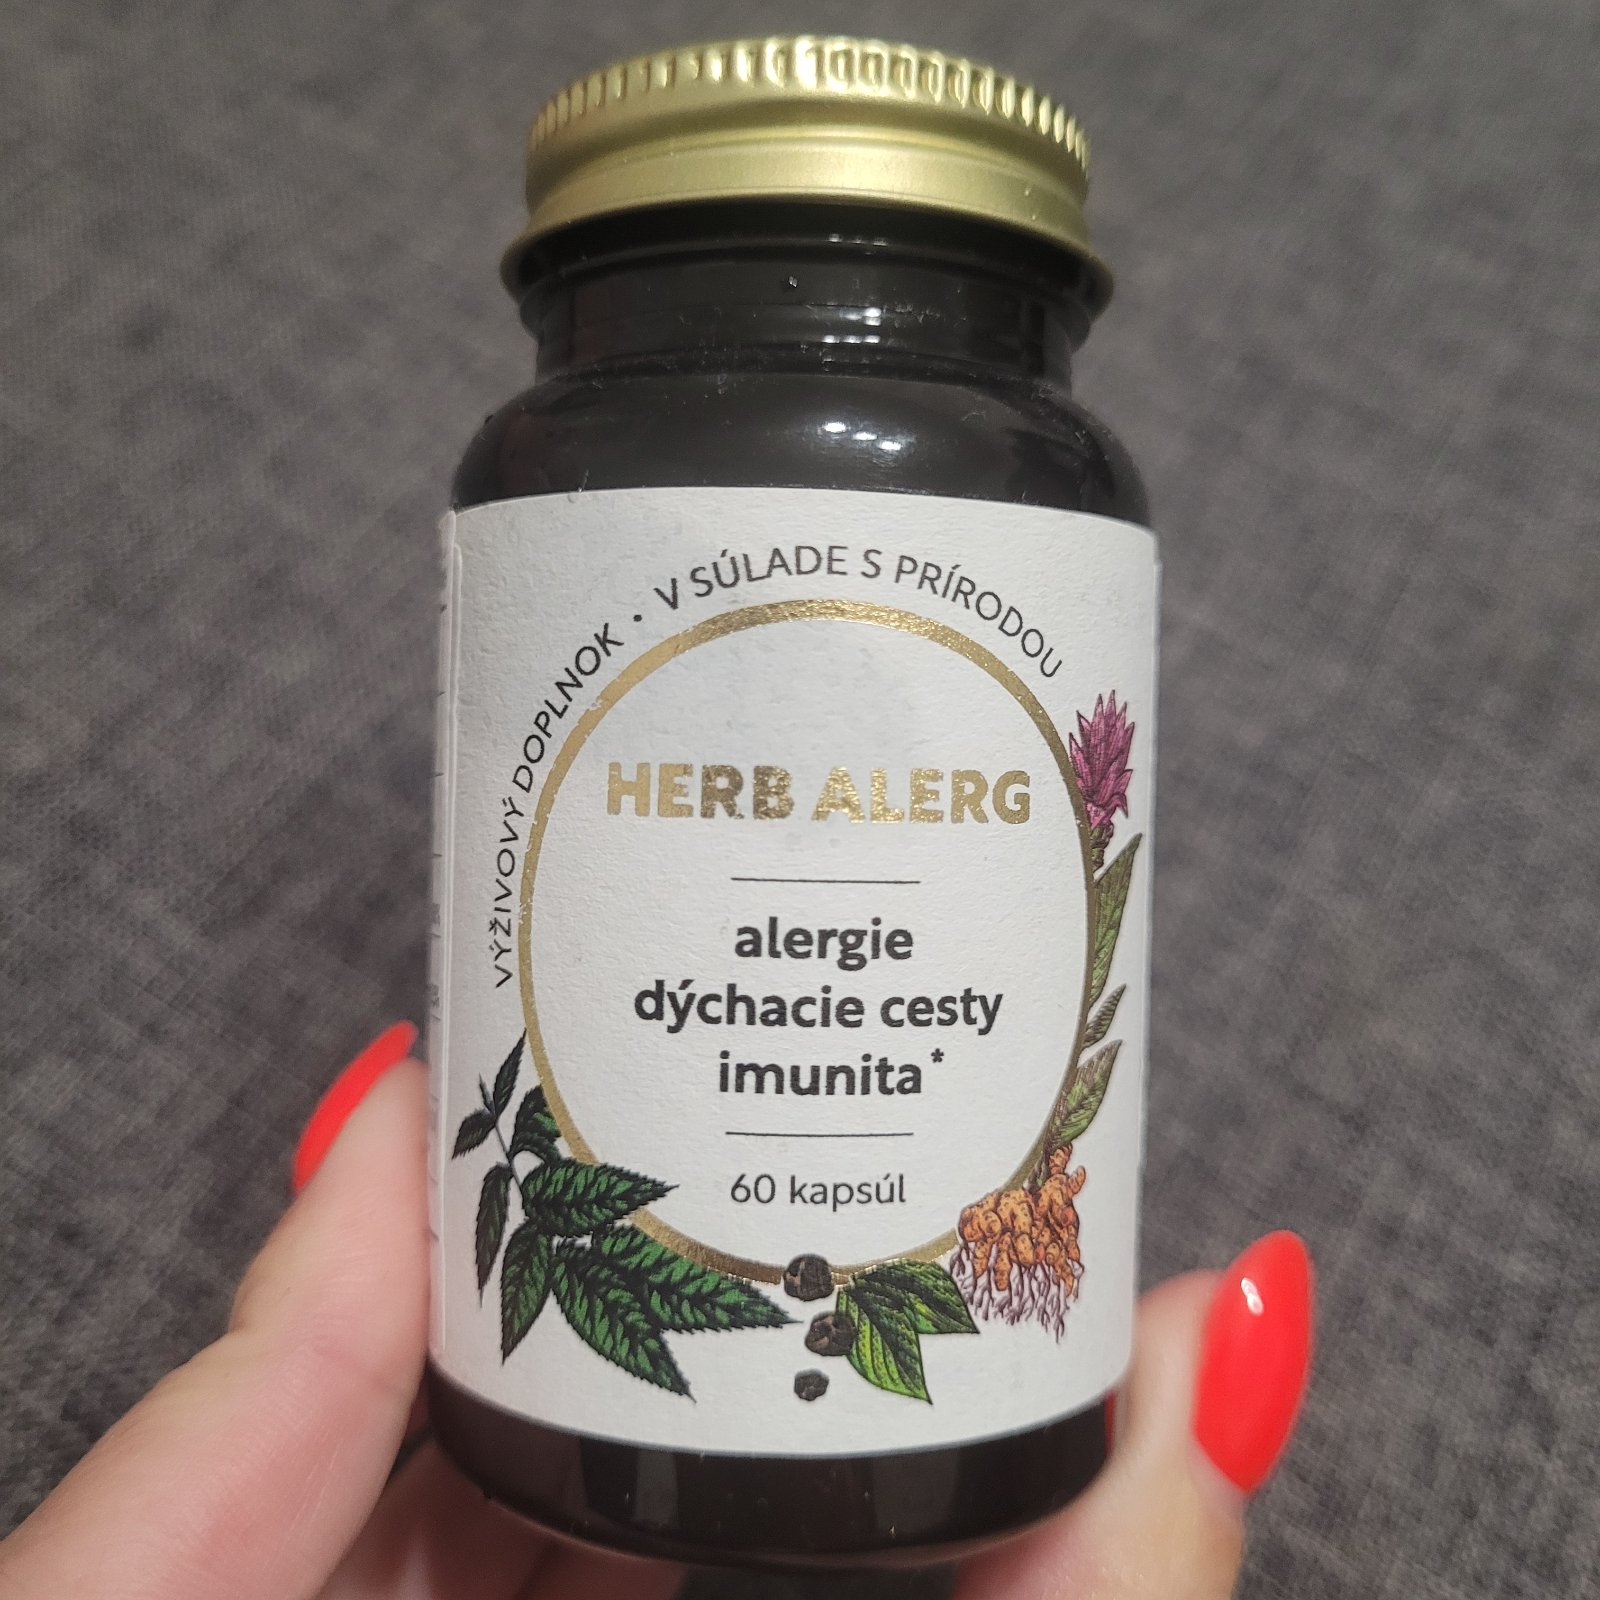 VÝŽIVOVÝ DOPLNOK · V SÚLADE S PRÍRODOU
HERB ALERG
alergie
dýchacie cesty
imunita*
60 kapsúl